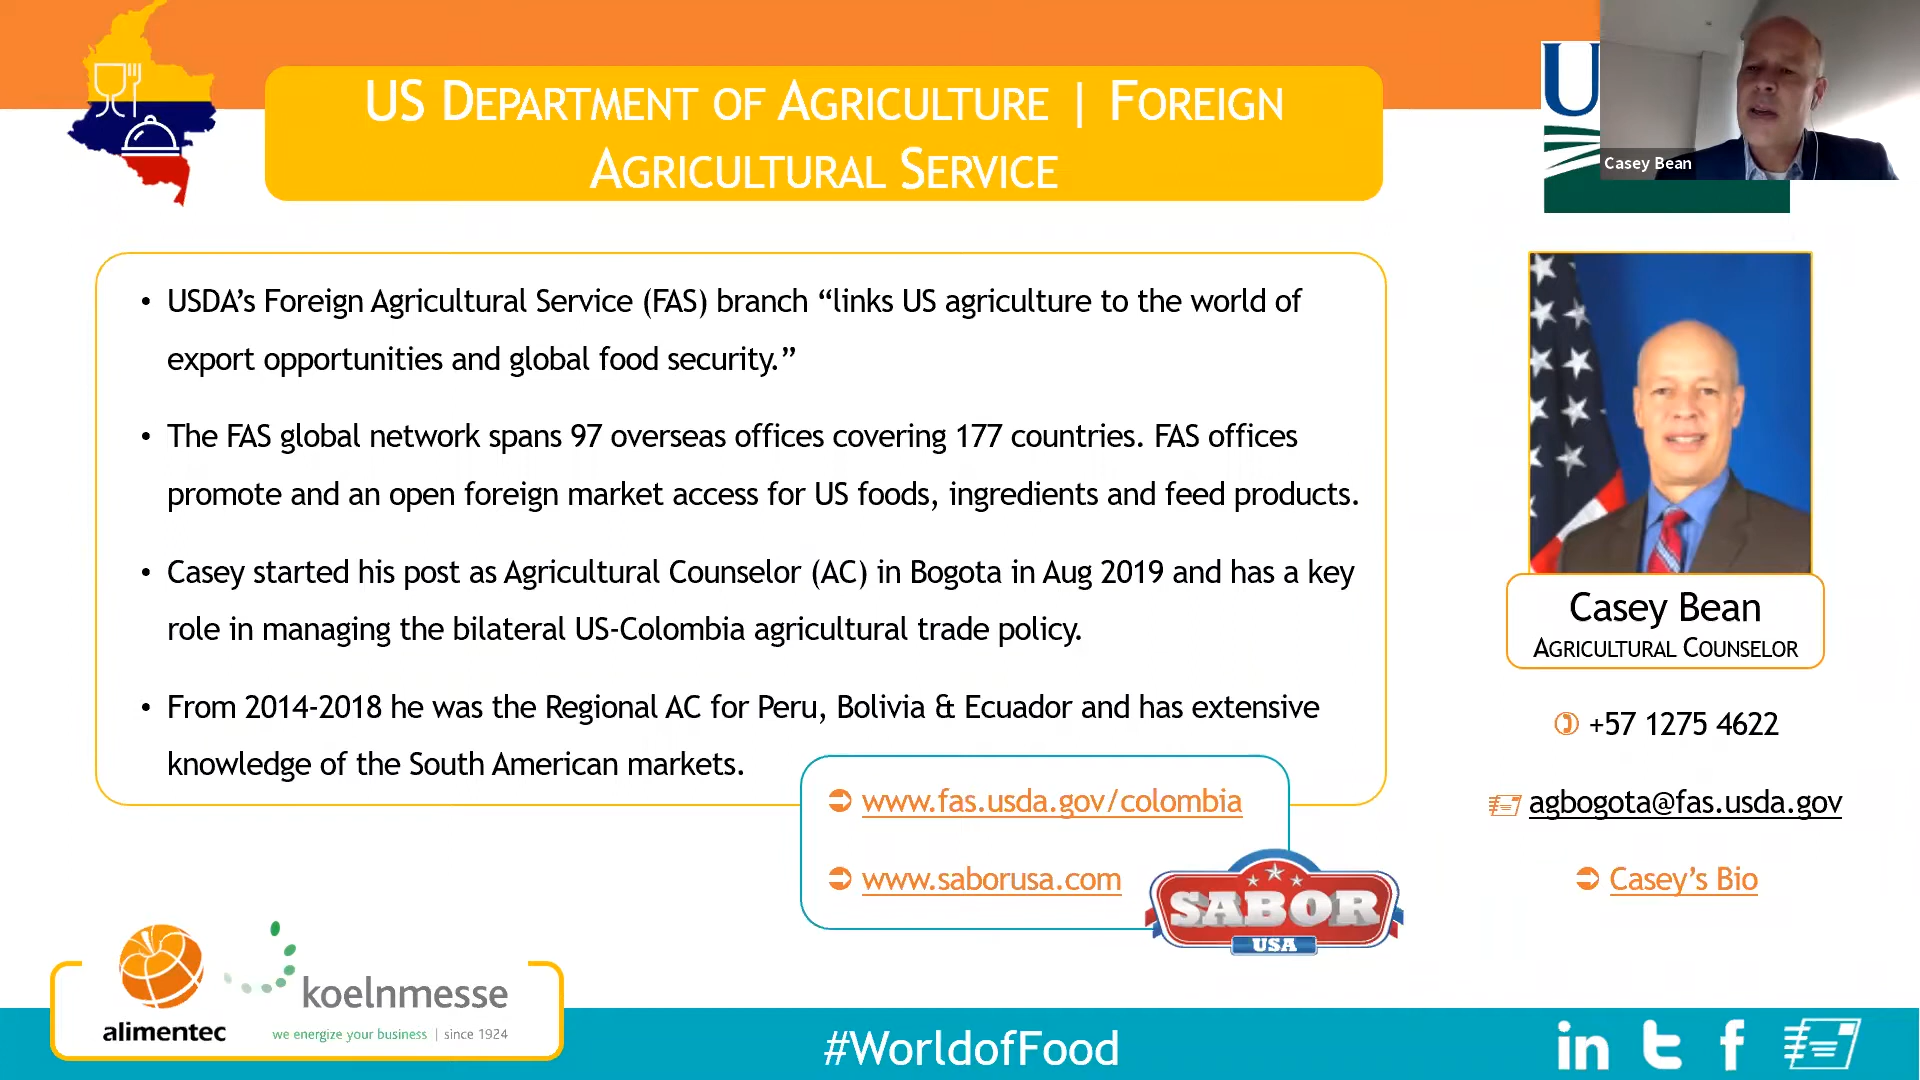 US DEPARTMENT OF AGRICULTURE | FOREIGN
AGRICULTURAL SERVICE
U
Casey Bean
• USDA’s Foreign Agricultural Service (FAS) branch “links US agriculture to the world of
export opportunities and global food security.”
• The FAS global network spans 97 overseas offices covering 177 countries. FAS offices
promote and an open foreign market access for US foods, ingredients and feed products.
• Casey started his post as Agricultural Counselor (AC) in Bogota in Aug 2019 and has a key
role in managing the bilateral US-Colombia agricultural trade policy.
• From 2014-2018 he was the Regional AC for Peru, Bolivia & Ecuador and has extensive
knowledge of the South American markets.
www.fas.usda.gov/colombia
www.saborusa.com
SABOR
USA
Casey Bean
AGRICULTURAL COUNSELOR
+57 1275 4622
agbogota@fas.usda.gov
Casey’s Bio
alimentec
koelnmesse
we energize your business | since 1924
#WorldofFood
in t f